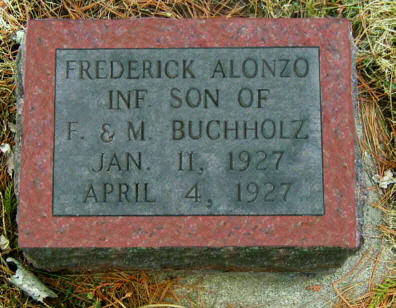 FREDERICK ALONZO
INF SON OF
F. & M. BUCHHOLZ
JAN. 11, 1927
APRIL 4, 1927